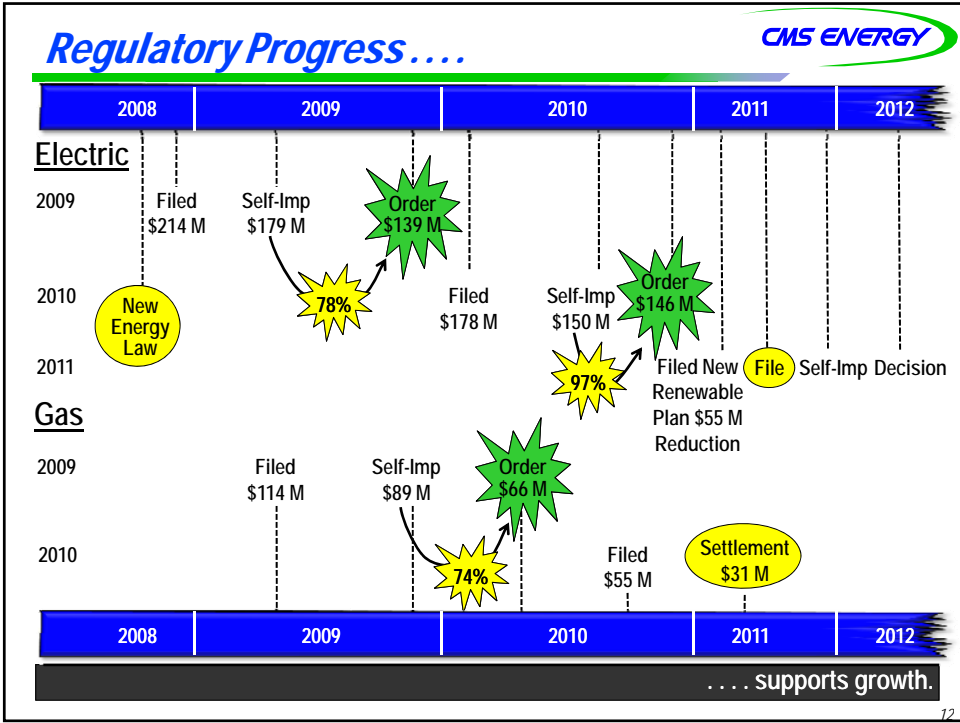 Regulatory Progress . . . .
CMS ENERGY
2008 2009 2010 2011 2012
Electric
2009
Filed
$214 M
Self-Imp
$179 M
Order
$139 M
78%
2010
New
Energy
Law
Filed
$178 M
Self-Imp
$150 M
Order
$146 M
97%
2011
Filed New
Renewable
Plan $55 M
Reduction
File
Self-Imp
Decision
Gas
2009
Filed
$114 M
Self-Imp
$89 M
Order
$66 M
74%
2010
Filed
$55 M
Settlement
$31 M
2008 2009 2010 2011 2012
. . . . supports growth.
12